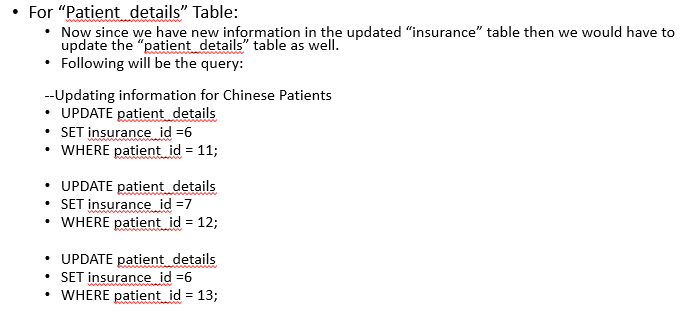 • For “Patient_details” Table:
• Now since we have new information in the updated “insurance” table then we would have to
update the “patient_details” table as well.
• Following will be the query:
--Updating information for Chinese Patients
• UPDATE patient_details
• SET insurance_id =6
• WHERE patient_id = 11;
• UPDATE patient_details
• SET insurance_id =7
• WHERE patient_id = 12;
• UPDATE patient_details
• SET insurance_id =6
• WHERE patient_id = 13;